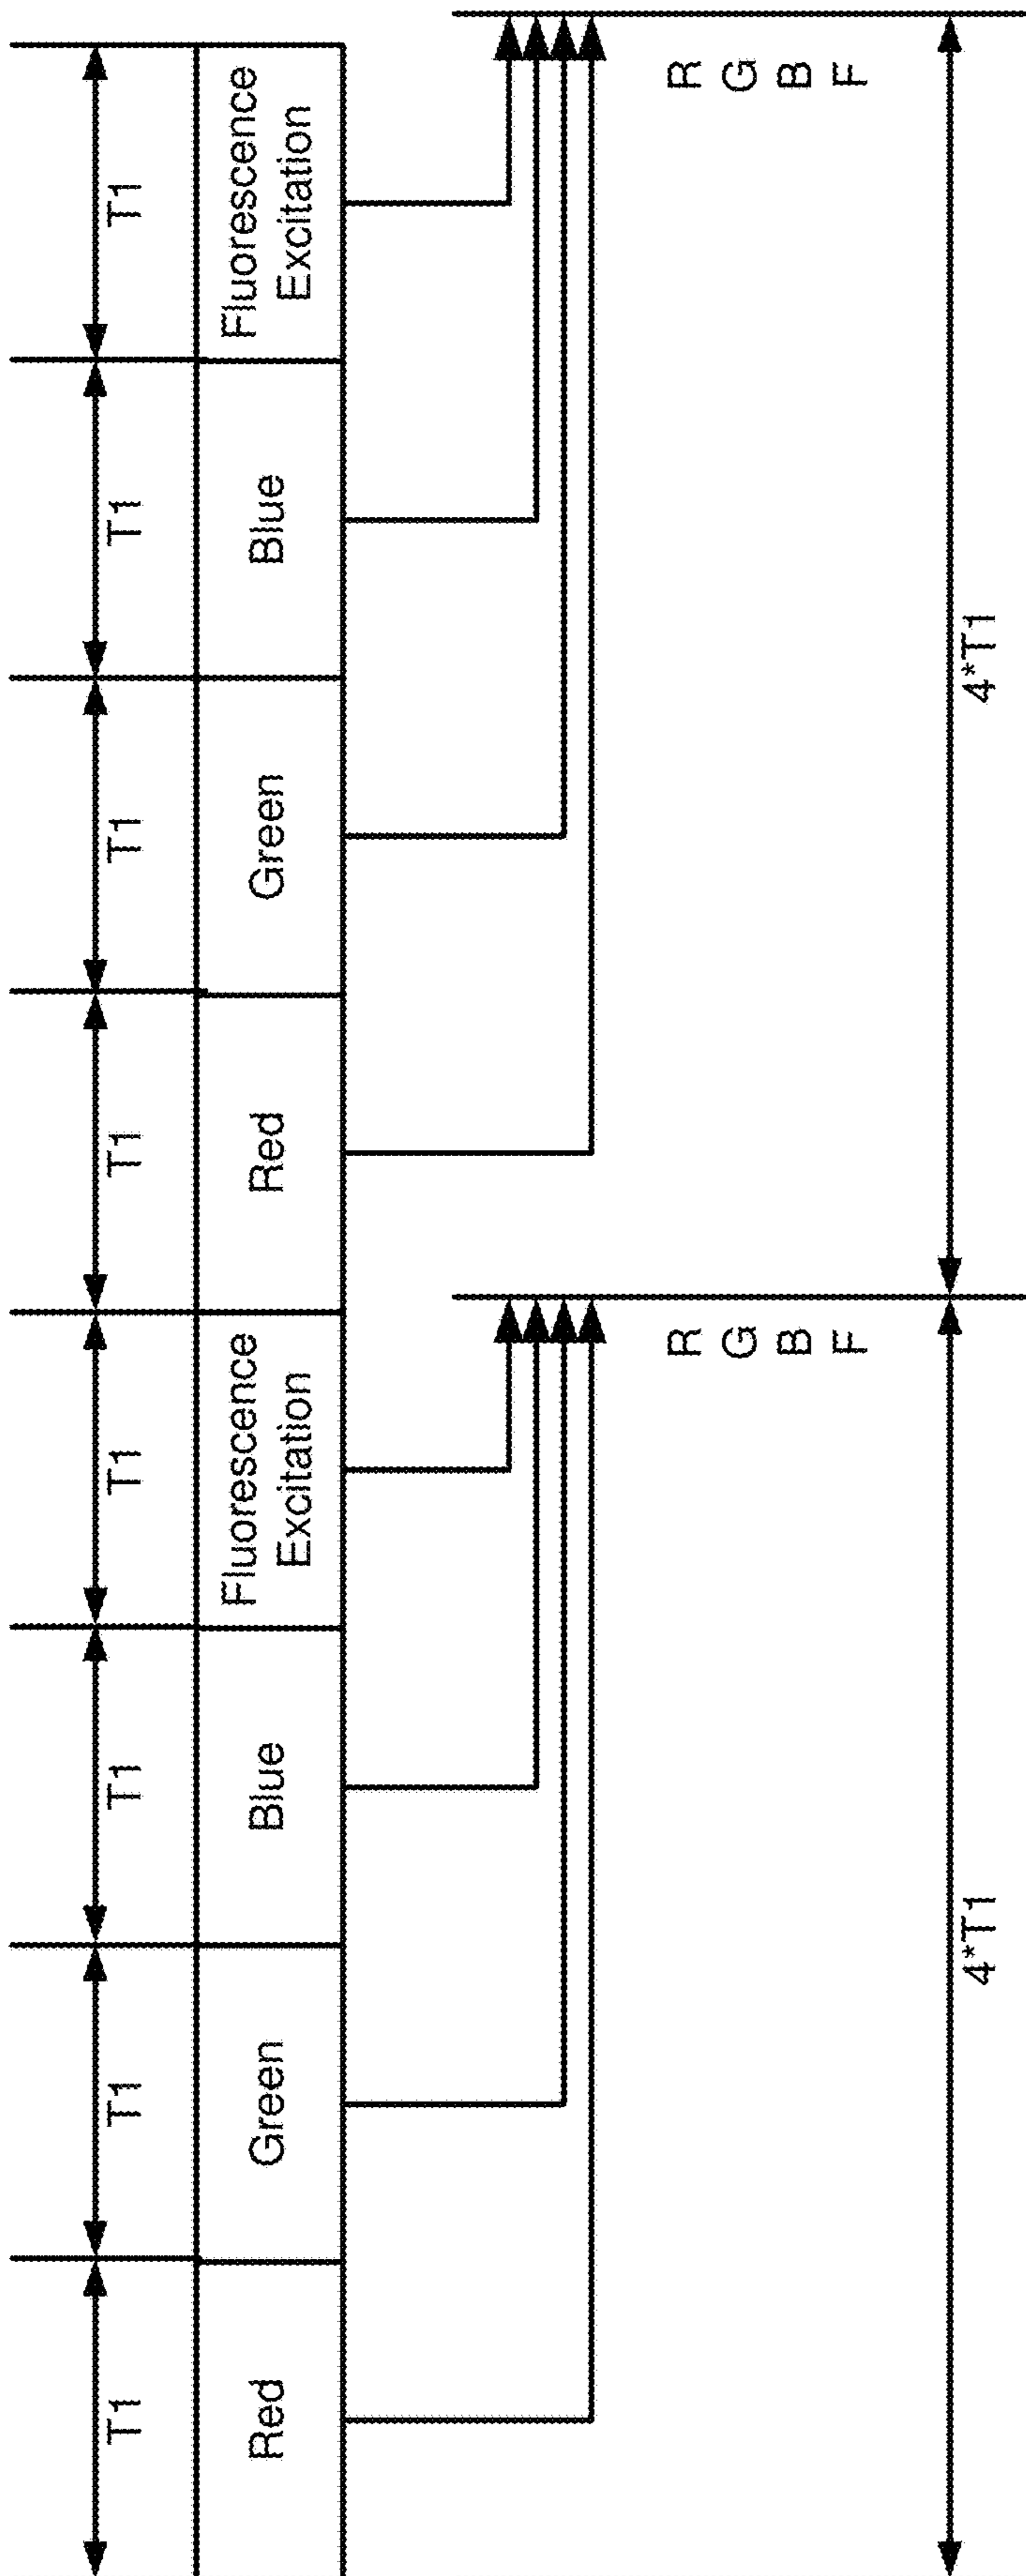 T1
T1
T1
T1
T1
T1
T1
T1
Red
Green
Blue
Fluorescence
Excitation
Red
Green
Blue
Fluorescence
Excitation
R
G
B
F
R
G
B
F
4*T1
4*T1